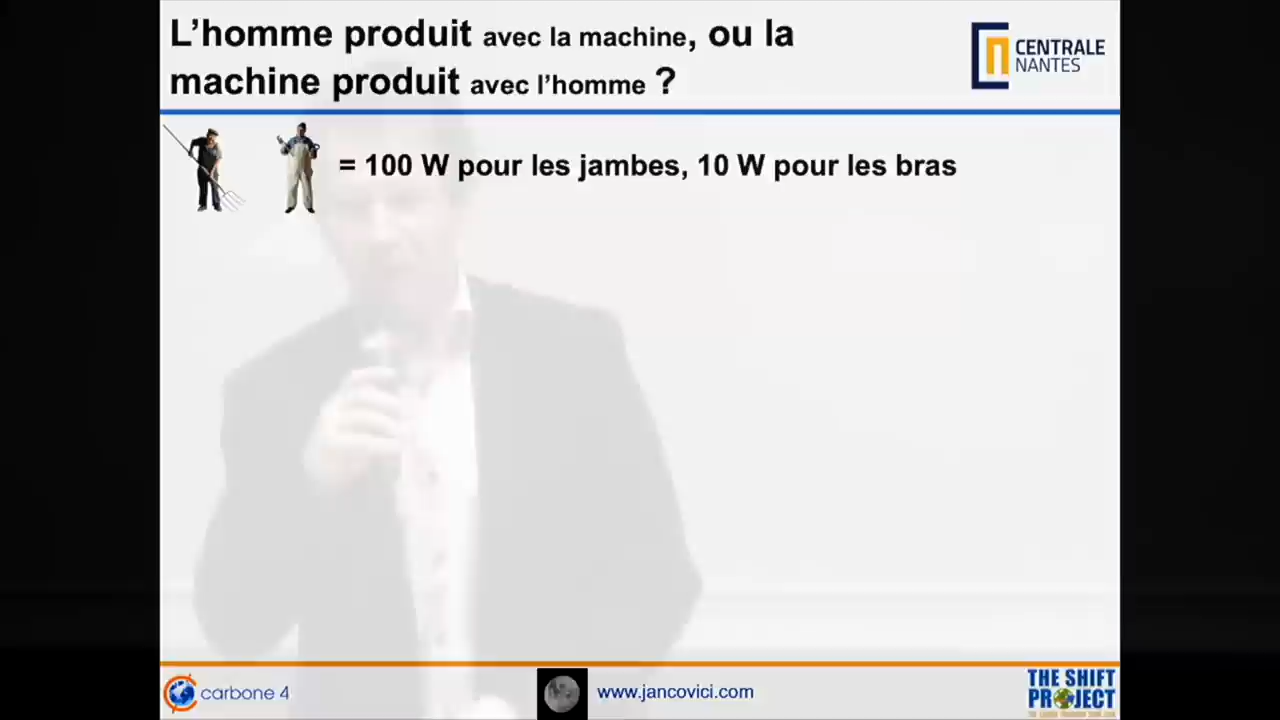 L’homme produit avec la machine, ou la
machine produit avec l’homme ?
CENTRALE
NANTES
= 100 W pour les jambes, 10 W pour les bras
carbone 4
www.jancovici.com
THE SHIFT
PROJECT